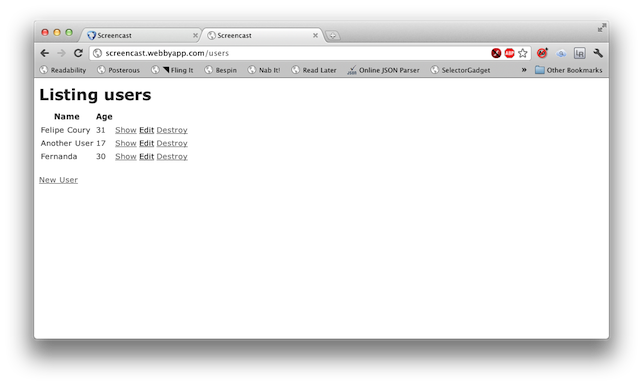 Screencast
Screencast
screencast.webbyapp.com/users
Readability Posterous Fling It Bespin Nab It! Read Later Online JSON Parser SelectorGadget » Other Bookmarks
Listing users
Name Age
Felipe Coury 31 Show Edit Destroy
Another User 17 Show Edit Destroy
Fernanda 30 Show Edit Destroy
New User